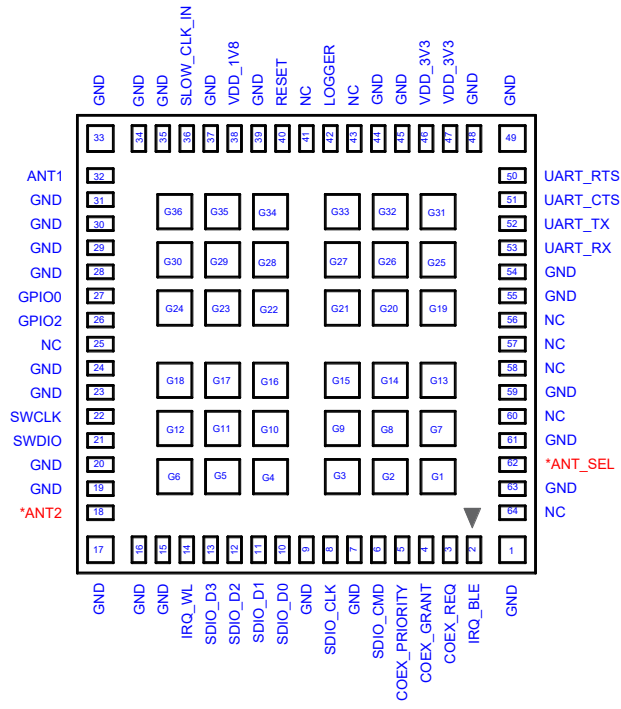 GND
GND
GND
SLOW_CLK_IN
GND
VDD_1V8
GND
RESET
NC
LOGGER
NC
GND
GND
VDD_3V3
VDD_3V3
GND
GND
33
34
35
36
37
38
39
40
41
42
43
44
45
46
47
48
49
ANT1 32
GND 31
GND 30
GND 29
GND 28
GPIO0 27
GPIO2 26
NC 25
GND 24
GND 23
SWCLK 22
SWDIO 21
GND 20
GND 19
*ANT2 18
G36 G35 G34 G33 G32 G31
G30 G29 G28 G27 G26 G25
G24 G23 G22 G21 G20 G19
G18 G17 G16 G15 G14 G13
G12 G11 G10 G9 G8 G7
G6 G5 G4 G3 G2 G1
50 UART_RTS
51 UART_CTS
52 UART_TX
53 UART_RX
54 GND
55 GND
56 NC
57 NC
58 NC
59 GND
60 NC
61 GND
62 *ANT_SEL
63 GND
64 NC
17
16
15
14
13
12
11
10
9
8
7
6
5
4
3
2
1
GND
GND
GND
IRQ_WL
SDIO_D3
SDIO_D2
SDIO_D1
SDIO_D0
GND
SDIO_CLK
GND
SDIO_CMD
COEX_PRIORITY
COEX_GRANT
COEX_REQ
IRQ_BLE
GND